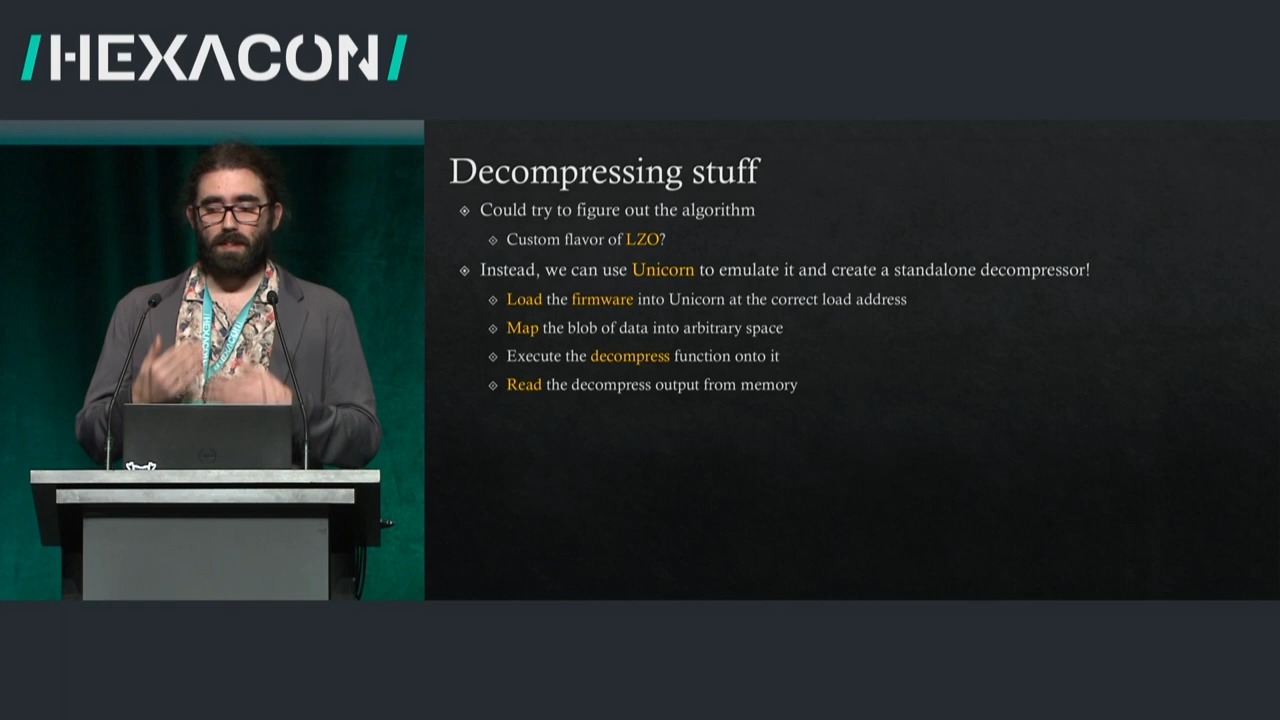 /HEXACON/
Decompressing stuff
Could try to figure out the algorithm
Custom flavor of LZO?
Instead, we can use Unicorn to emulate it and create a standalone decompressor!
Load the firmware into Unicorn at the correct load address
Map the blob of data into arbitrary space
Execute the decompress function onto it
Read the decompress output from memory
HEXACON
HEXACON